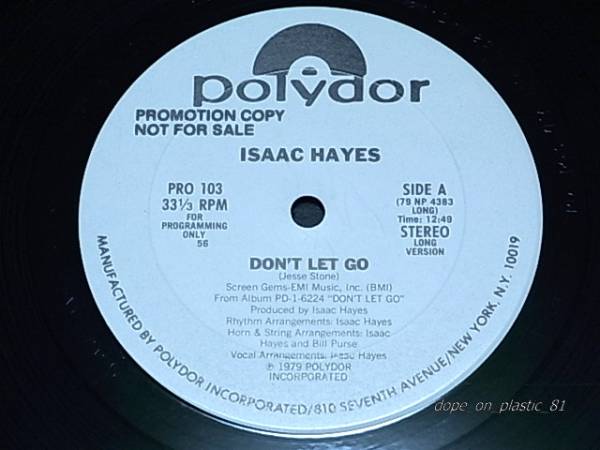 polydor
PROMOTION COPY
NOT FOR SALE
ISAAC HAYES
PRO 103
33⅓ RPM
FOR
PROGRAMMING
ONLY
56
SIDE A
(79 NP 4383
LONG)
Time: 12:49
STEREO
LONG
VERSION
DON'T LET GO
(Jesse Stone)
Screen Gems-EMI Music, Inc. (BMI)
From Album PD-1-6224 "DON'T LET GO"
Produced by Isaac Hayes
Rhythm Arrangements: Isaac Hayes
Horn & String Arrangements: Isaac
Hayes and Bill Purse
Vocal Arrangements: Isaac Hayes
℗ 1979 POLYDOR
INCORPORATED
MANUFACTURED BY POLYDOR INCORPORATED/810 SEVENTH AVENUE/NEW YORK, N.Y. 10019
dope_on_plastic_81